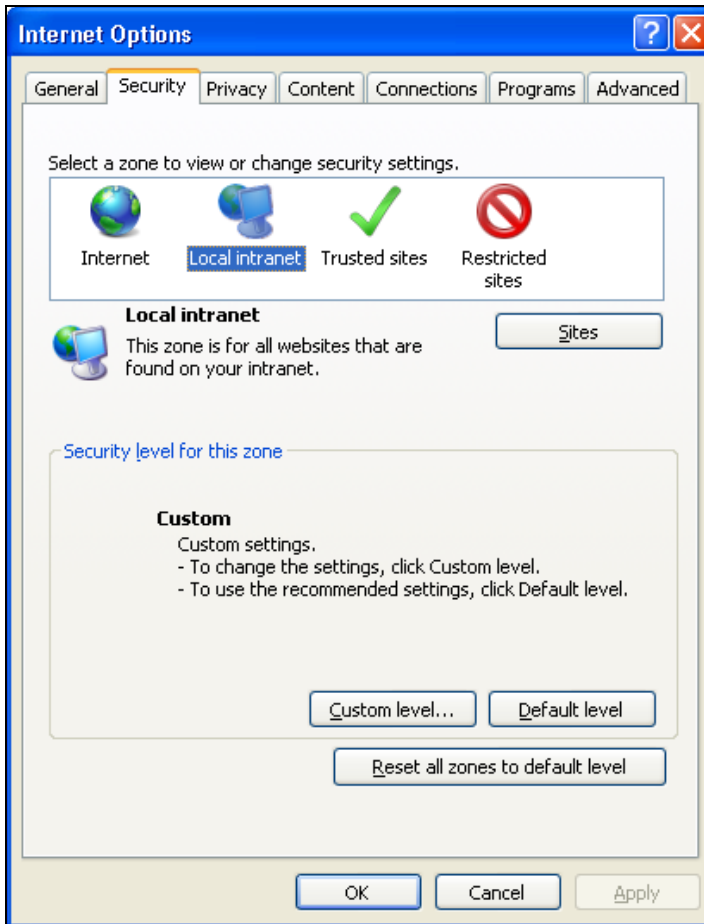 Internet Options
General Security Privacy Content Connections Programs Advanced
Select a zone to view or change security settings.
Internet Local intranet Trusted sites Restricted
sites
Local intranet
Sites
This zone is for all websites that are
found on your intranet.
Security level for this zone
Custom
Custom settings.
- To change the settings, click Custom level.
- To use the recommended settings, click Default level.
Custom level... Default level
Reset all zones to default level
OK Cancel Apply